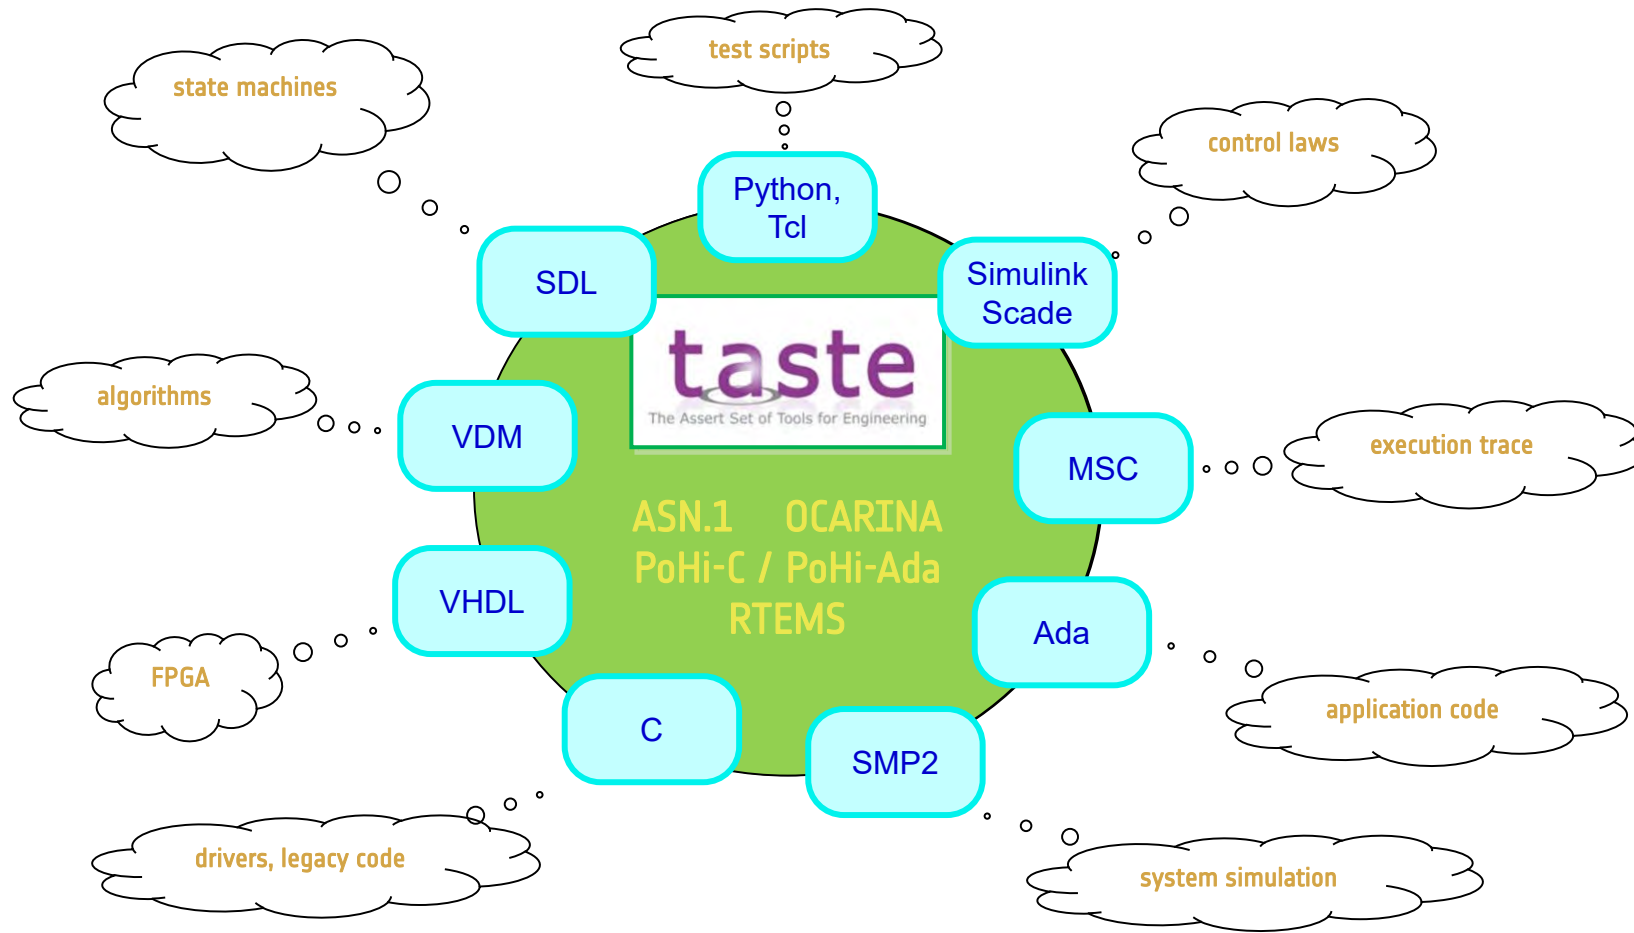 test scripts
state machines
control laws
Python,
Tcl
SDL
Simulink
Scade
taste
The Assert Set of Tools for Engineering
algorithms
VDM
MSC
execution trace
ASN.1 OCARINA
PoHi-C / PoHi-Ada
RTEMS
VHDL
Ada
FPGA
application code
C
SMP2
drivers, legacy code
system simulation